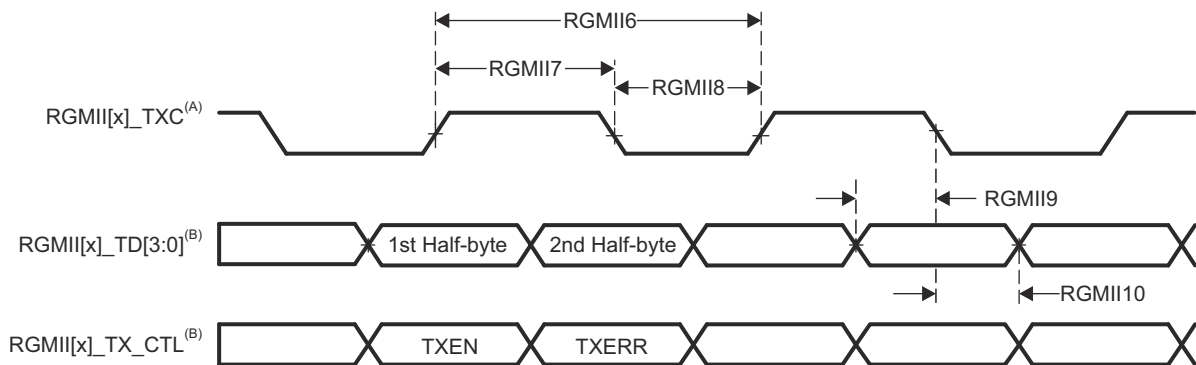 RGMII6
RGMII7
RGMII8
RGMII[x]_TXC(A)
RGMII9
RGMII[x]_TD[3:0](B)
1st Half-byte
2nd Half-byte
RGMII10
RGMII[x]_TX_CTL(B)
TXEN
TXERR